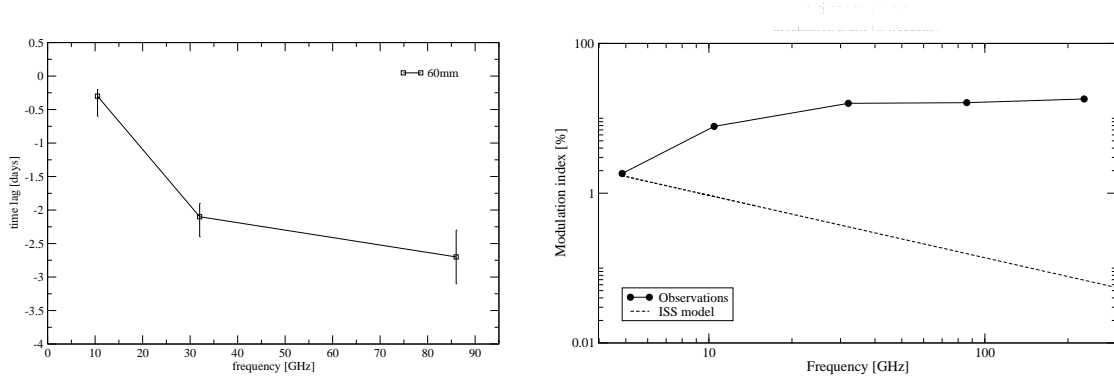 0.5
0
-0.5
-1
-1.5
-2
-2.5
-3
-3.5
-4
time lag [days]
0 10 20 30 40 50 60 70 80 90
frequency [GHz]
60mm
100
1
0.01
Modulation index [%]
10 100
Frequency [GHz]
Observations
ISS model